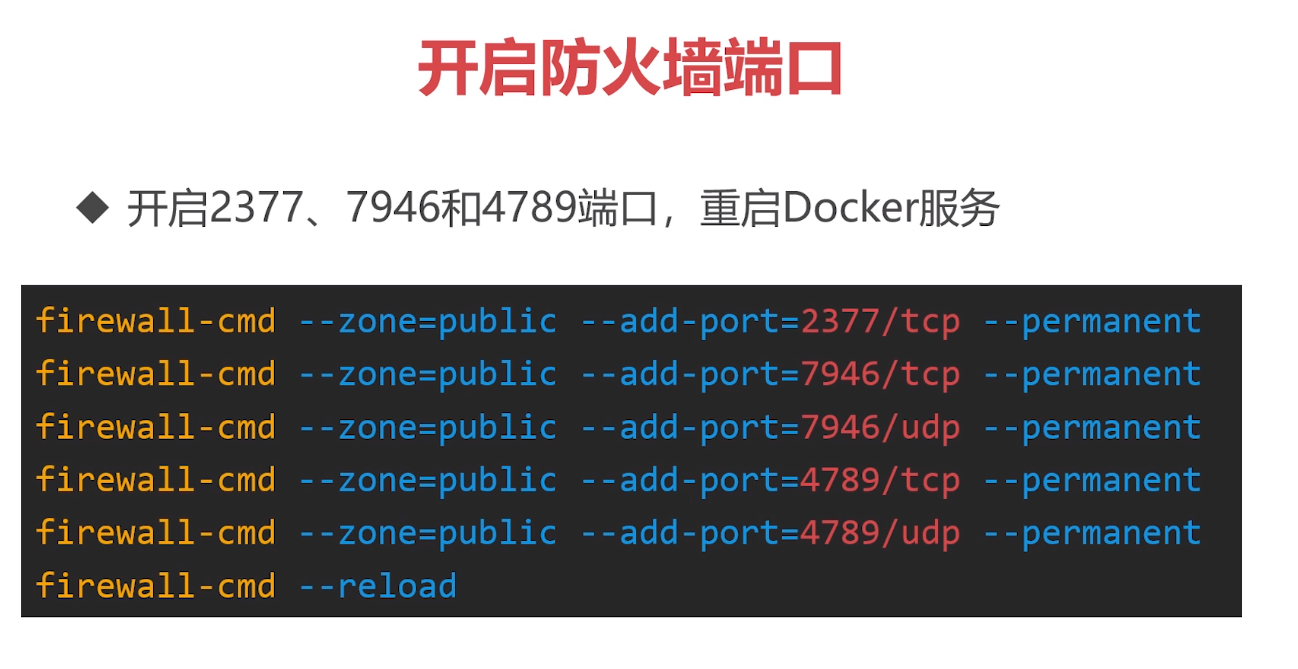 开启防火墙端口
开启2377、7946和4789端口，重启Docker服务
firewall-cmd --zone=public --add-port=2377/tcp --permanent
firewall-cmd --zone=public --add-port=7946/tcp --permanent
firewall-cmd --zone=public --add-port=7946/udp --permanent
firewall-cmd --zone=public --add-port=4789/tcp --permanent
firewall-cmd --zone=public --add-port=4789/udp --permanent
firewall-cmd --reload